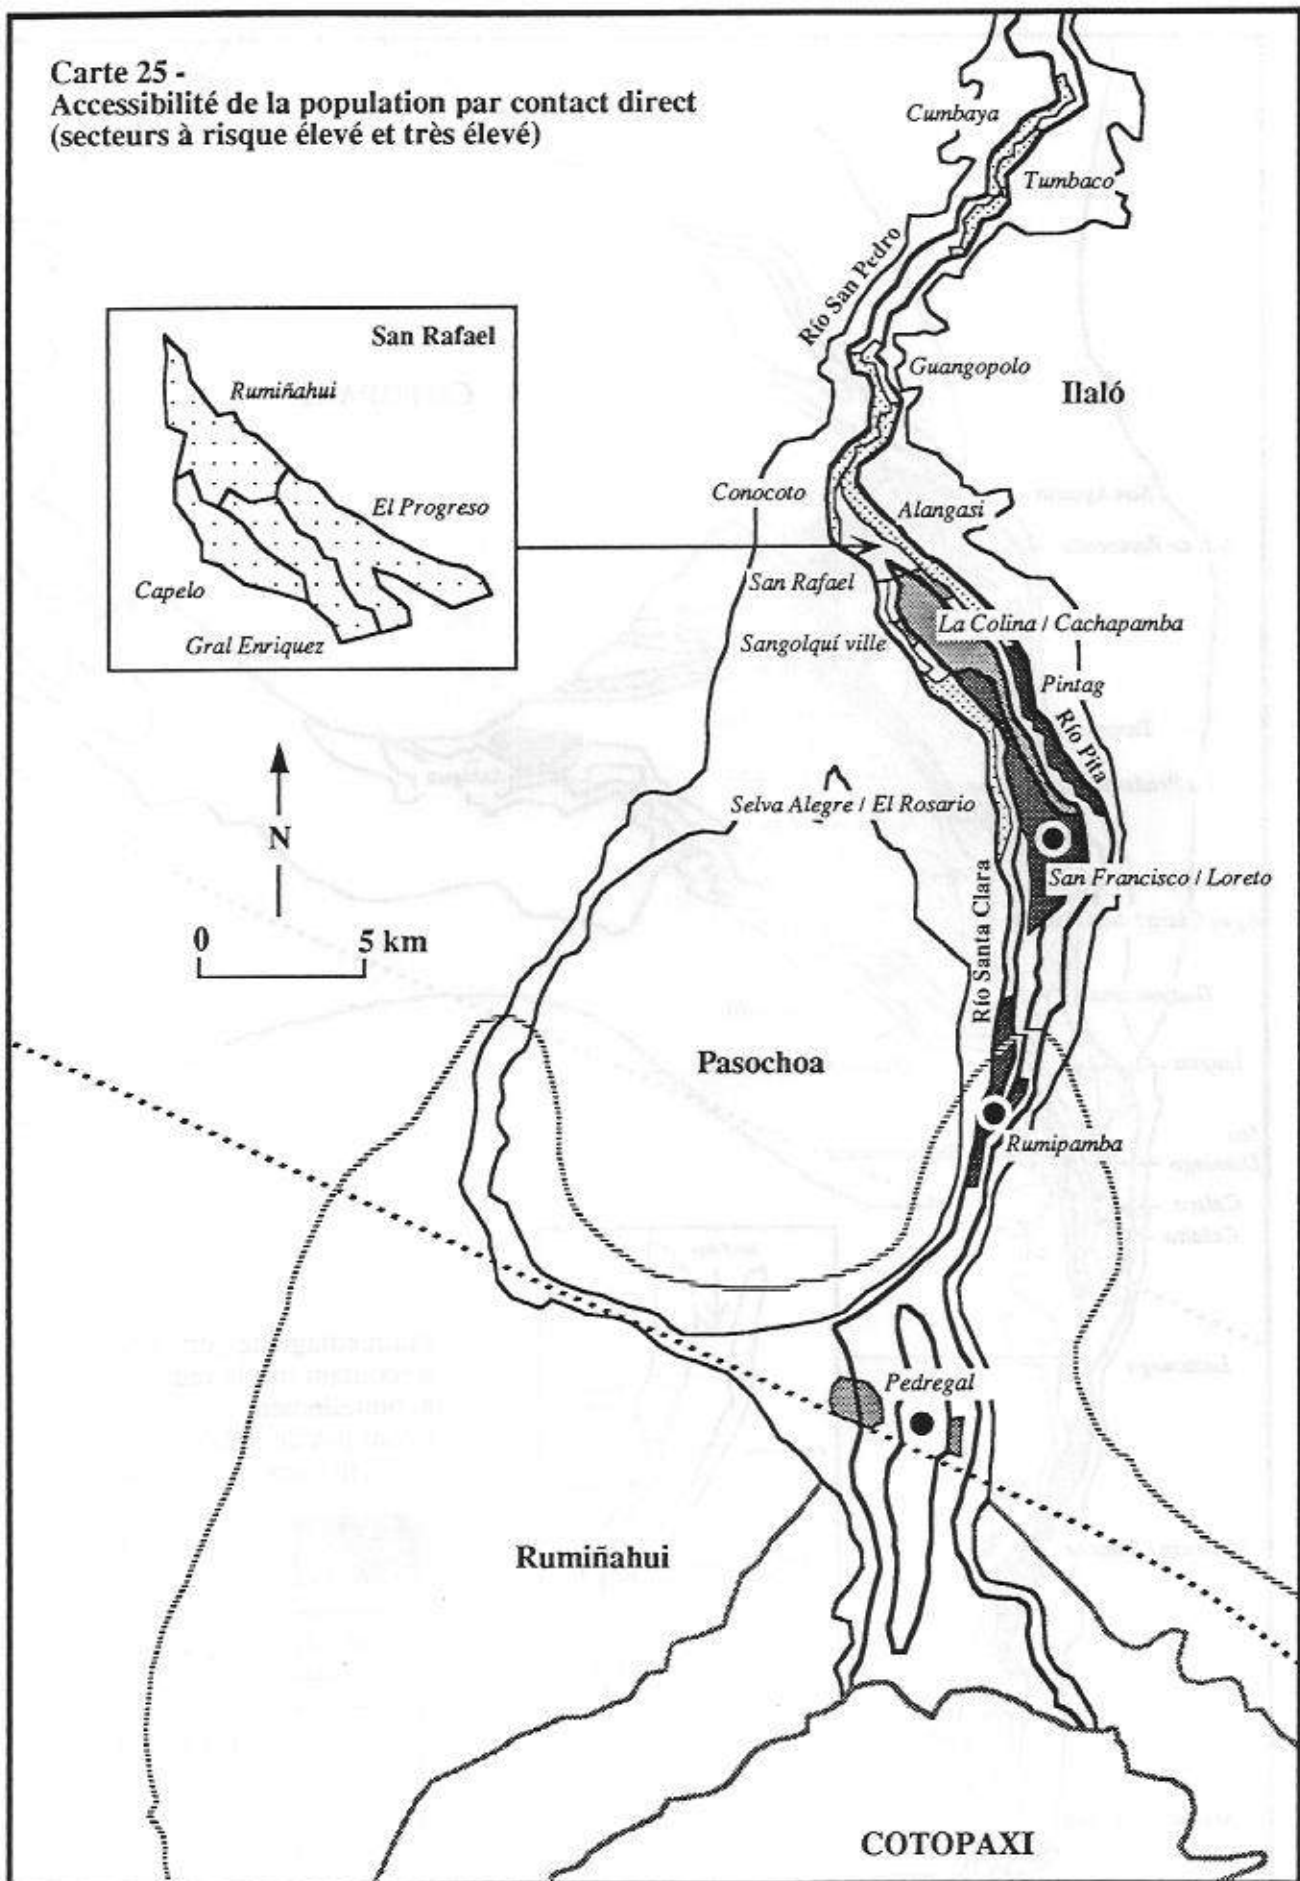 Carte 25 -
Accessibilité de la population par contact direct
(secteurs à risque élevé et très élevé)
Cumbaya
Tumbaco
Río San Pedro
San Rafael
Rumiñahui
El Progreso
Capelo
Gral Enriquez
Guangopolo
Ilaló
Conocoto
Alangasi
San Rafael
La Colina / Cachapamba
Sangolquí ville
Pintag
Río Pita
Selva Alegre / El Rosario
N
San Francisco / Loreto
Río Santa Clara
0 5 km
Pasochoa
Rumipamba
Pedregal
Rumiñahui
COTOPAXI